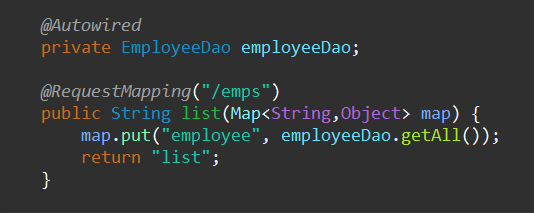 @Autowired
private EmployeeDao employeeDao;
@RequestMapping("/emps")
public String list(Map<String,Object> map) {
map.put("employee", employeeDao.getAll());
return "list";
}